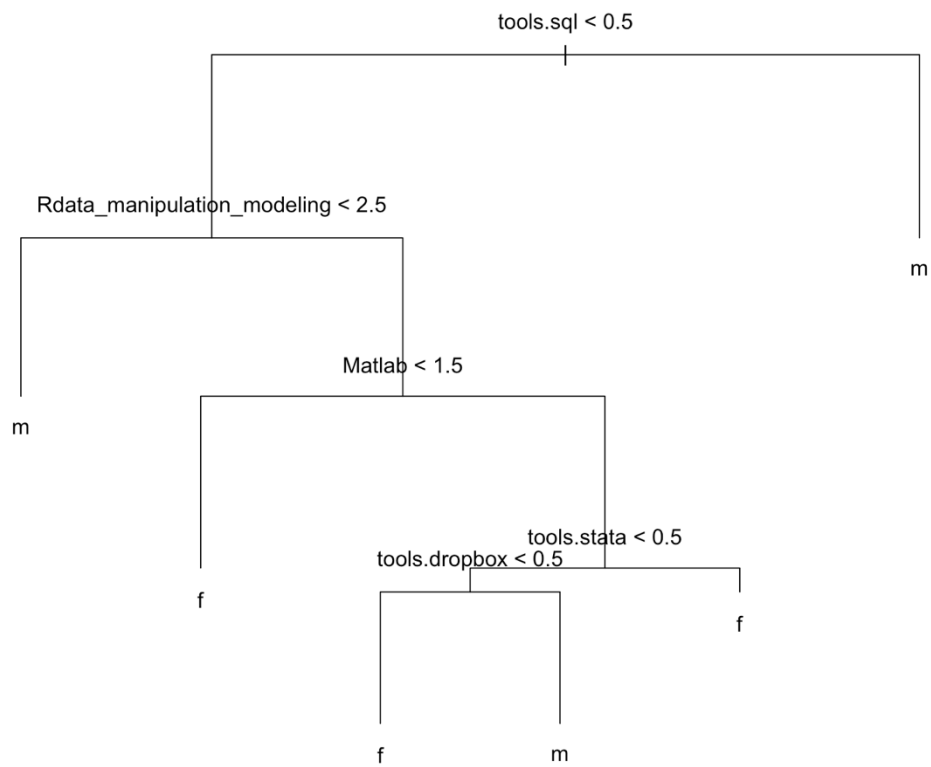 tools.sql < 0.5
Rdata_manipulation_modeling < 2.5
m
Matlab < 1.5
m
tools.stata < 0.5
tools.dropbox < 0.5
f
f
f
m